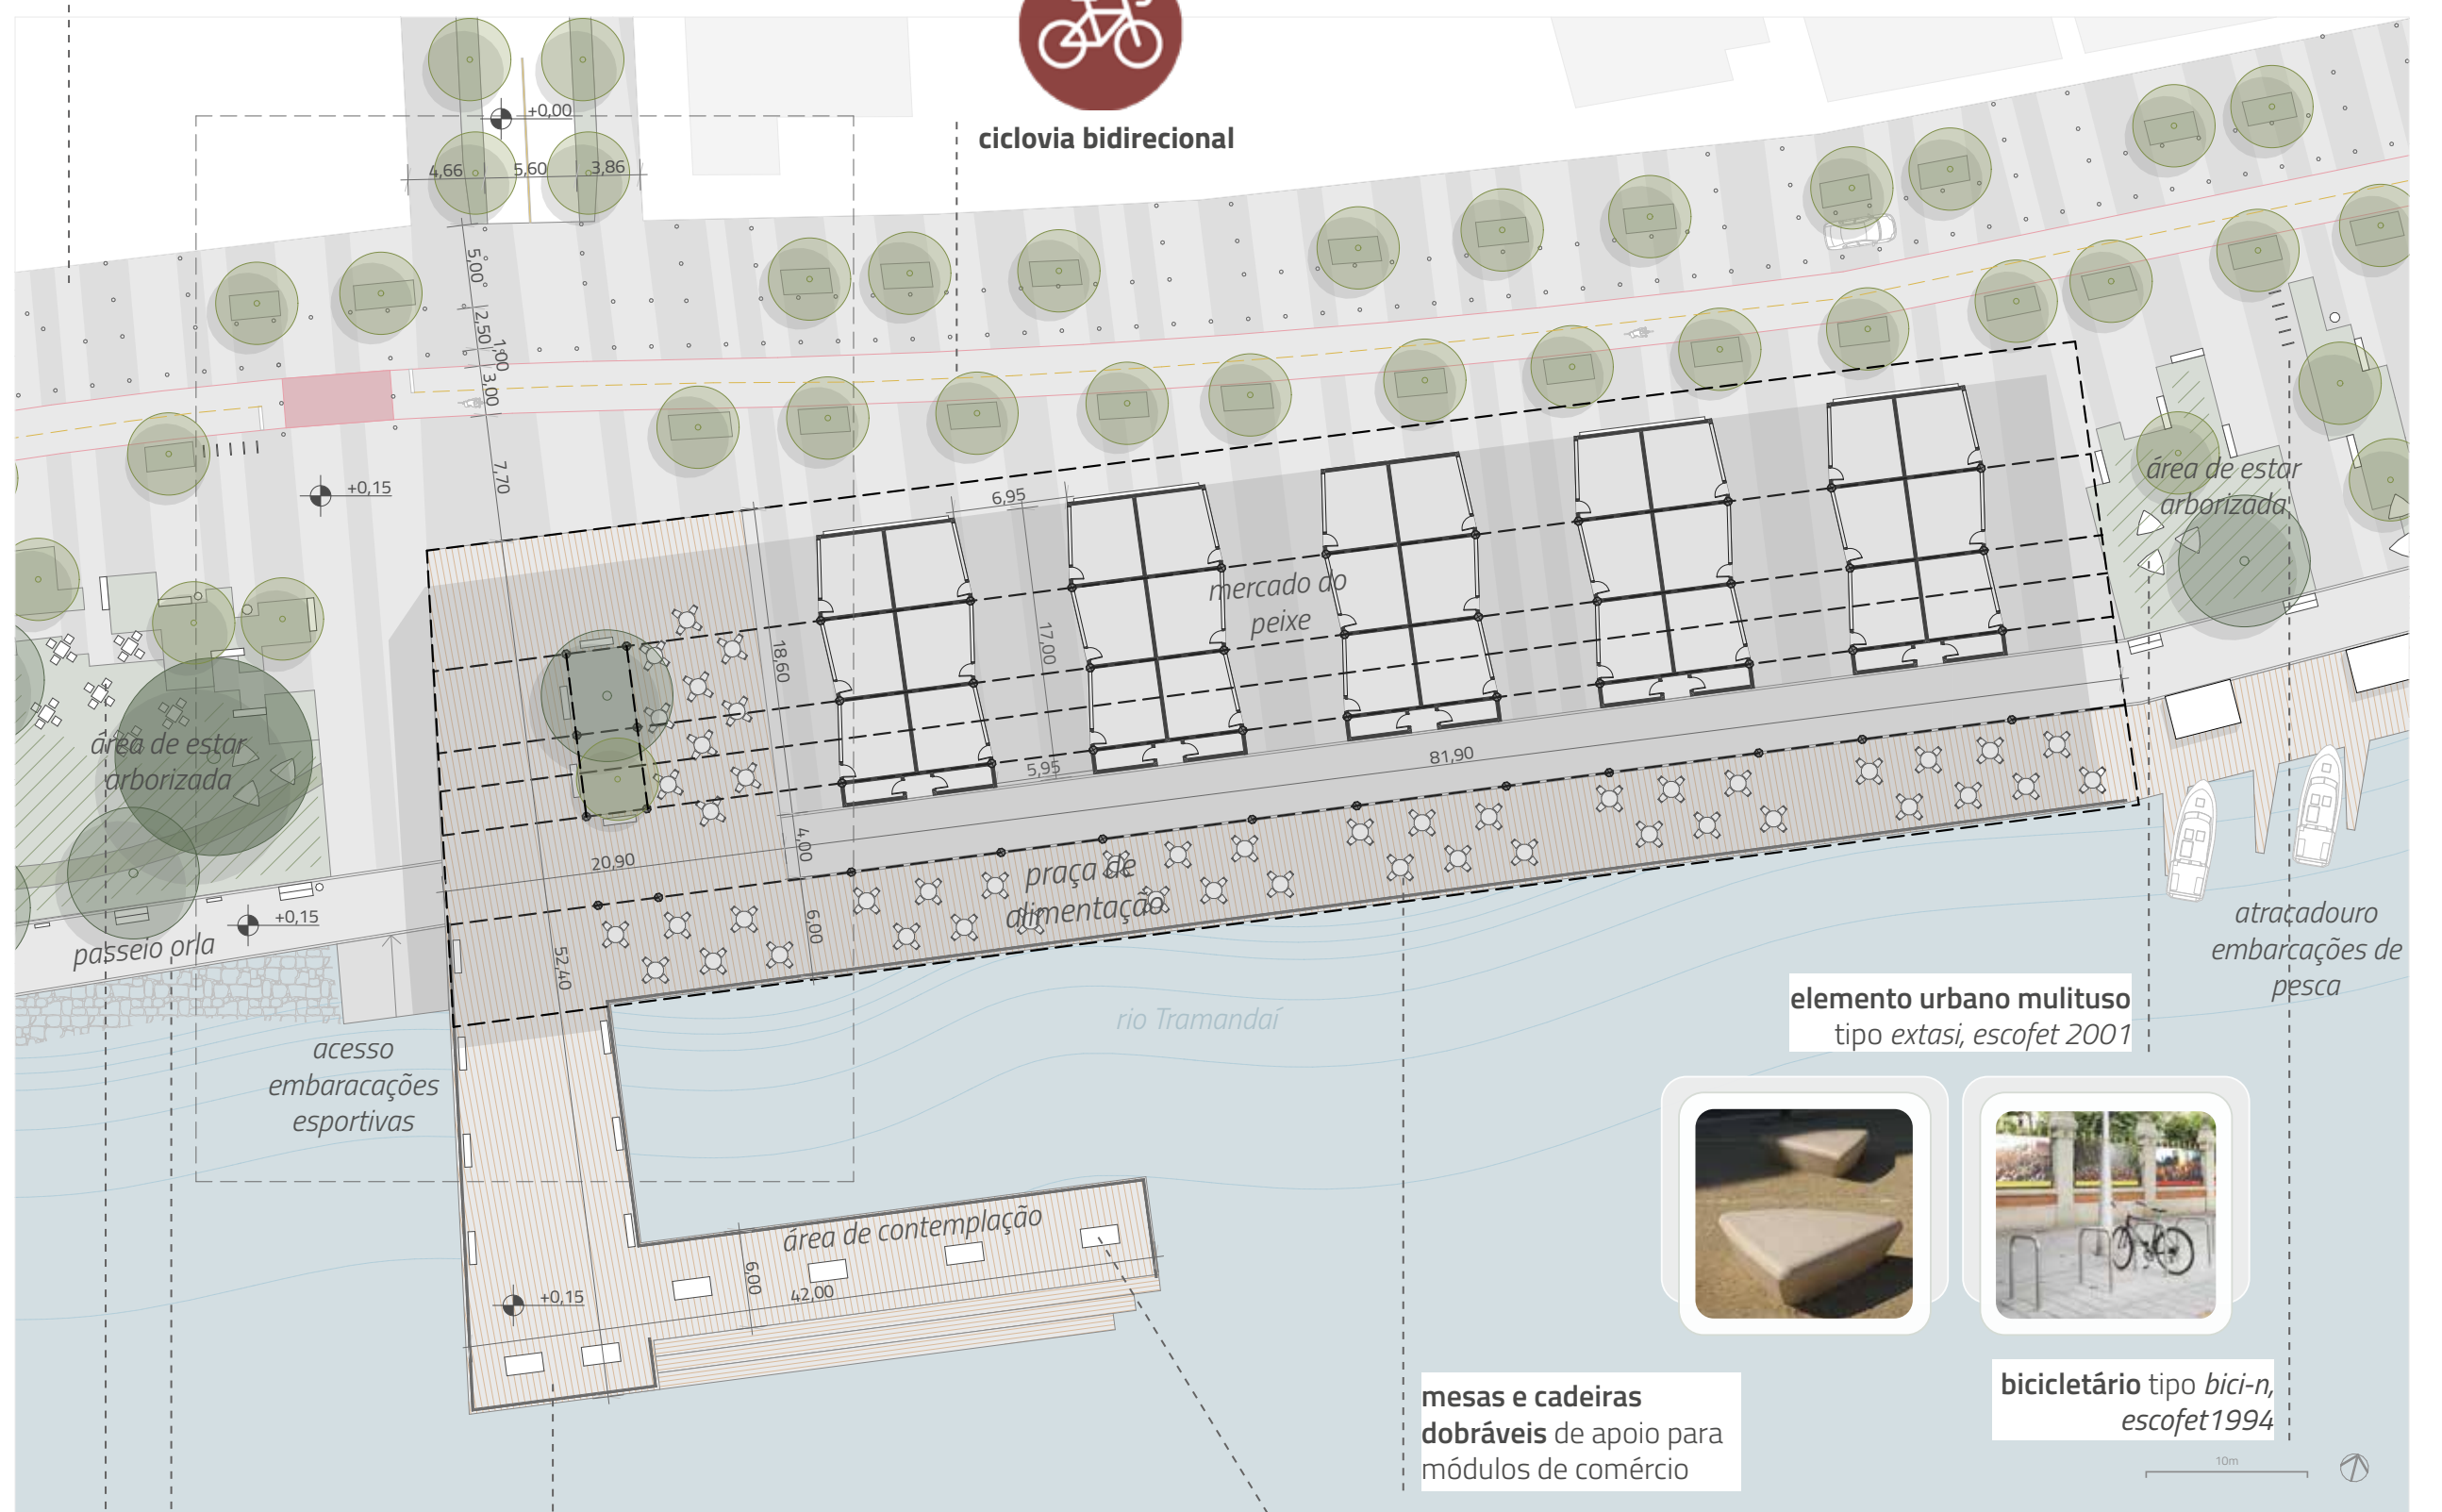 ciclovia bidirecional
+0,00
4,66
5,60
3,86
5,00
2,50
1,00
3,00
7,70
+0,15
6,95
área de estar
arborizada
mercado do
peixe
17,00
18,60
área de estar
arborizada
5,95
81,90
4,00
20,90
praça de
alimentação
6,00
52,40
+0,15
passeio orla
atracadouro
embarcações de
pesca
rio Tramandaí
elemento urbano mulituso
tipo extasi, escofet 2001
acesso
embaracações
esportivas
área de contemplação
6,00
42,00
+0,15
mesas e cadeiras
dobráveis de apoio para
módulos de comércio
bicicletário tipo bici-n,
escofet1994
10m